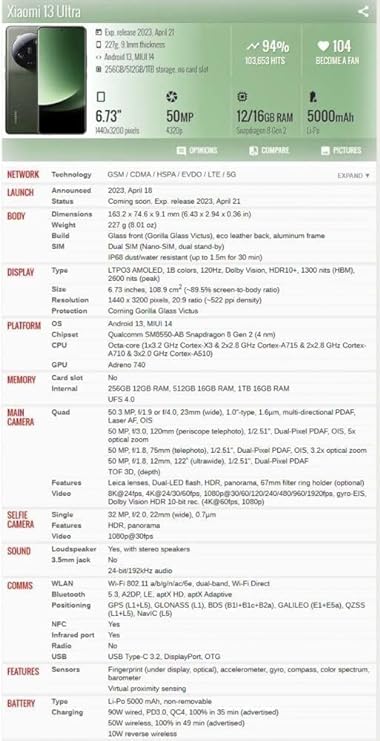 Xiaomi 13 Ultra
Exp. release 2023, April 21
227g, 9.1mm thickness
Android 13, MIUI 14
256GB/512GB/1TB storage, no card slot
94%
103,653 HITS
104
BECOME A FAN
6.73"
1440x3200 pixels
50MP
4320p
12/16GB RAM
Snapdragon 8 Gen 2
5000mAh
Li-Po
OPINIONS
COMPARE
PICTURES
NETWORK Technology GSM / CDMA / HSPA / EVDO / LTE / 5G EXPAND ▼
LAUNCH Announced 2023, April 18
Status Coming soon. Exp. release 2023, April 21
BODY Dimensions 163.2 x 74.6 x 9.1 mm (6.43 x 2.94 x 0.36 in)
Weight 227 g (8.01 oz)
Build Glass front (Gorilla Glass Victus), eco leather back, aluminum frame
SIM Dual SIM (Nano-SIM, dual stand-by)
IP68 dust/water resistant (up to 1.5m for 30 min)
DISPLAY Type LTPO3 AMOLED, 1B colors, 120Hz, Dolby Vision, HDR10+, 1300 nits (HBM),
2600 nits (peak)
Size 6.73 inches, 108.9 cm² (~89.5% screen-to-body ratio)
Resolution 1440 x 3200 pixels, 20:9 ratio (~522 ppi density)
Protection Corning Gorilla Glass Victus
PLATFORM OS Android 13, MIUI 14
Chipset Qualcomm SM8550-AB Snapdragon 8 Gen 2 (4 nm)
CPU Octa-core (1x3.2 GHz Cortex-X3 & 2x2.8 GHz Cortex-A715 & 2x2.8 GHz Cortex-
A710 & 3x2.0 GHz Cortex-A510)
GPU Adreno 740
MEMORY Card slot No
Internal 256GB 12GB RAM, 512GB 16GB RAM, 1TB 16GB RAM
UFS 4.0
MAIN CAMERA Quad 50.3 MP, f/1.9 or f/4.0, 23mm (wide), 1.0"-type, 1.6µm, multi-directional PDAF,
Laser AF, OIS
50 MP, f/3.0, 120mm (periscope telephoto), 1/2.51", Dual-Pixel PDAF, OIS, 5x
optical zoom
50 MP, f/1.8, 75mm (telephoto), 1/2.51", Dual-Pixel PDAF, OIS, 3.2x optical zoom
50 MP, f/1.8, 12mm, 122˚ (ultrawide), 1/2.51", Dual-Pixel PDAF
TOF 3D, (depth)
Features Leica lenses, Dual-LED flash, HDR, panorama, 67mm filter ring holder (optional)
Video 8K@24fps, 4K@24/30/60fps, 1080p@30/60/120/240/480/960/1920fps, gyro-EIS,
Dolby Vision HDR 10-bit rec. (4K@60fps, 1080p)
SELFIE CAMERA Single 32 MP, f/2.0, 22mm (wide), 0.7µm
Features HDR, panorama
Video 1080p@30fps
SOUND Loudspeaker Yes, with stereo speakers
3.5mm jack No
24-bit/192kHz audio
COMMS WLAN Wi-Fi 802.11 a/b/g/n/ac/6e, dual-band, Wi-Fi Direct
Bluetooth 5.3, A2DP, LE, aptX HD, aptX Adaptive
Positioning GPS (L1+L5), GLONASS (L1), BDS (B1I+B1c+B2a), GALILEO (E1+E5a), QZSS
(L1+L5), NavIC (L5)
NFC Yes
Infrared port Yes
Radio No
USB USB Type-C 3.2, DisplayPort, OTG
FEATURES Sensors Fingerprint (under display, optical), accelerometer, gyro, compass, color spectrum,
barometer
Virtual proximity sensing
BATTERY Type Li-Po 5000 mAh, non-removable
Charging 90W wired, PD3.0, QC4, 100% in 35 min (advertised)
50W wireless, 100% in 49 min (advertised)
10W reverse wireless